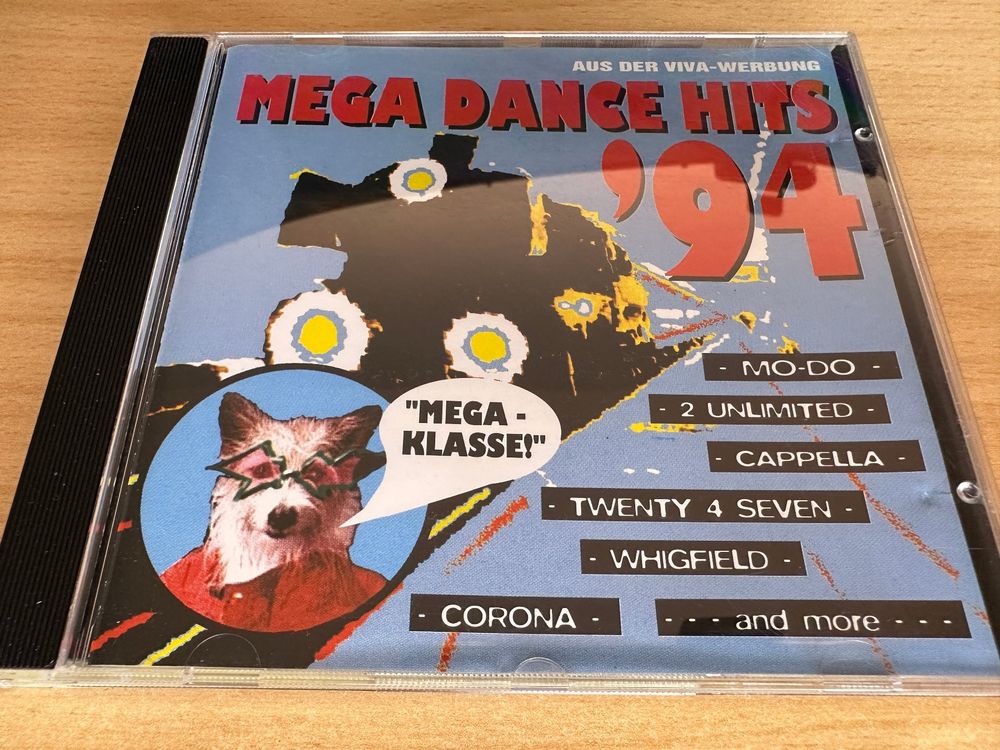 AUS DER VIVA-WERBUNG
MEGA DANCE HITS
'94
"MEGA -
KLASSE!"
- MO-DO -
- 2 UNLIMITED -
- CAPPELLA -
- TWENTY 4 SEVEN -
- WHIGFIELD -
- CORONA -
- - - and more - - -